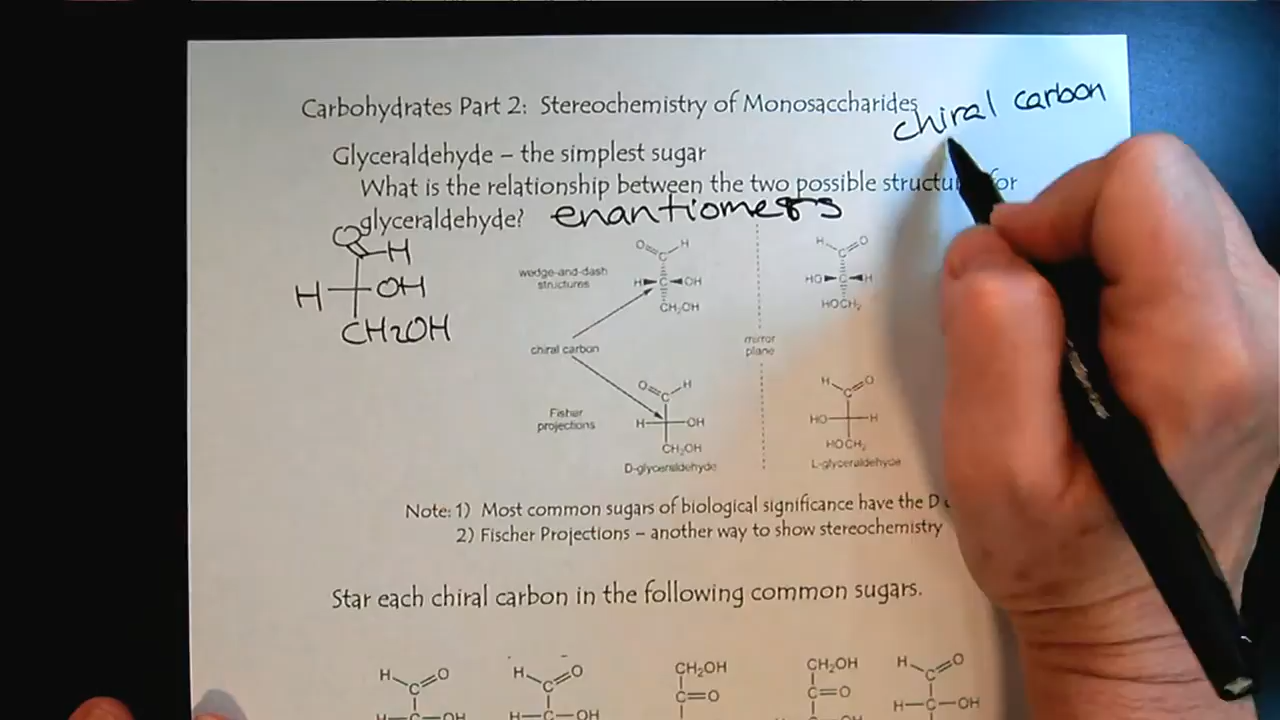 Carbohydrates Part 2: Stereochemistry of Monosaccharides
chiral carbon
Glyceraldehyde – the simplest sugar
What is the relationship between the two possible for
glyceraldehyde? enantiomers
O H
H OH
CH2OH
wedge-and-dash
structures
O H
C
H C OH
CH₂OH
H O
C
HO C H
HOCH₂
chiral carbon
mirror
plane
Fisher
projections
O H
C
H OH
CH₂OH
D-glyceraldehyde
H O
C
HO H
HOCH₂
L-glyceraldehyde
Note: 1) Most common sugars of biological significance have the D
2) Fischer Projections – another way to show stereochemistry
Star each chiral carbon in the following common sugars.
H O
C
H C OH
H O
C
H C OH
CH₂OH
C=O
CH₂OH
C=O
OH
H O
C
H C OH